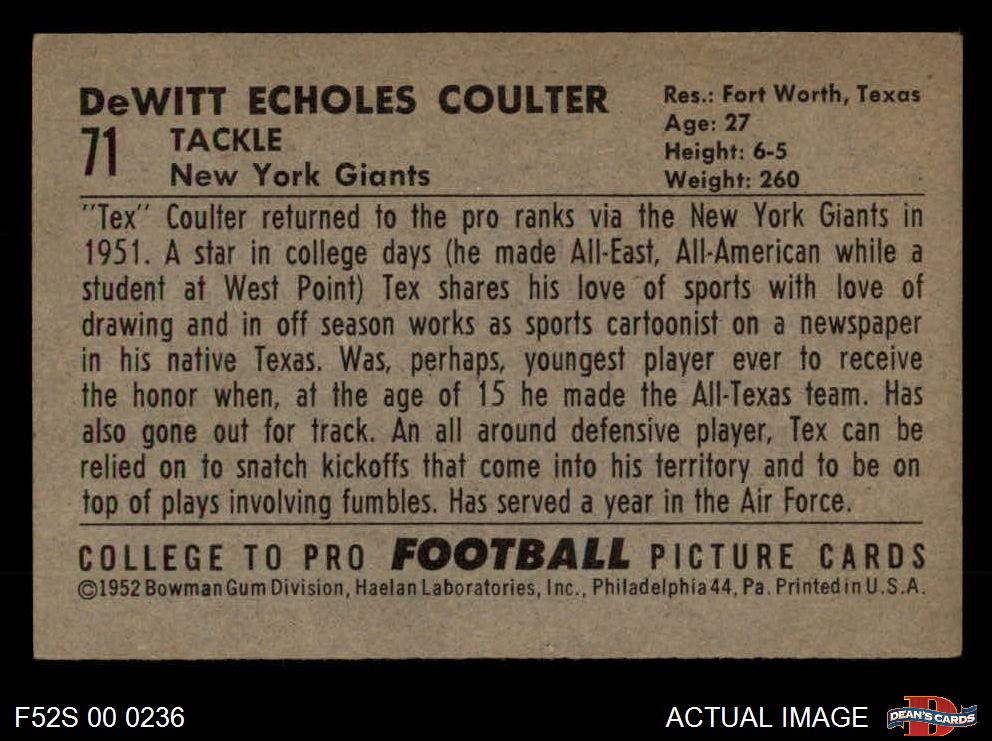 DeWITT ECHOLES COULTER
71
TACKLE
New York Giants
Res.: Fort Worth, Texas
Age: 27
Height: 6-5
Weight: 260
"Tex" Coulter returned to the pro ranks via the New York Giants in
1951. A star in college days (he made All-East, All-American while a
student at West Point) Tex shares his love of sports with love of
drawing and in off season works as sports cartoonist on a newspaper
in his native Texas. Was, perhaps, youngest player ever to receive
the honor when, at the age of 15 he made the All-Texas team. Has
also gone out for track. An all around defensive player, Tex can be
relied on to snatch kickoffs that come into his territory and to be on
top of plays involving fumbles. Has served a year in the Air Force.
COLLEGE TO PRO FOOTBALL PICTURE CARDS
©1952 Bowman Gum Division, Haelan Laboratories, Inc., Philadelphia 44, Pa. Printed in U.S.A.
F52S 00 0236
ACTUAL IMAGE
DEAN'S CARDS